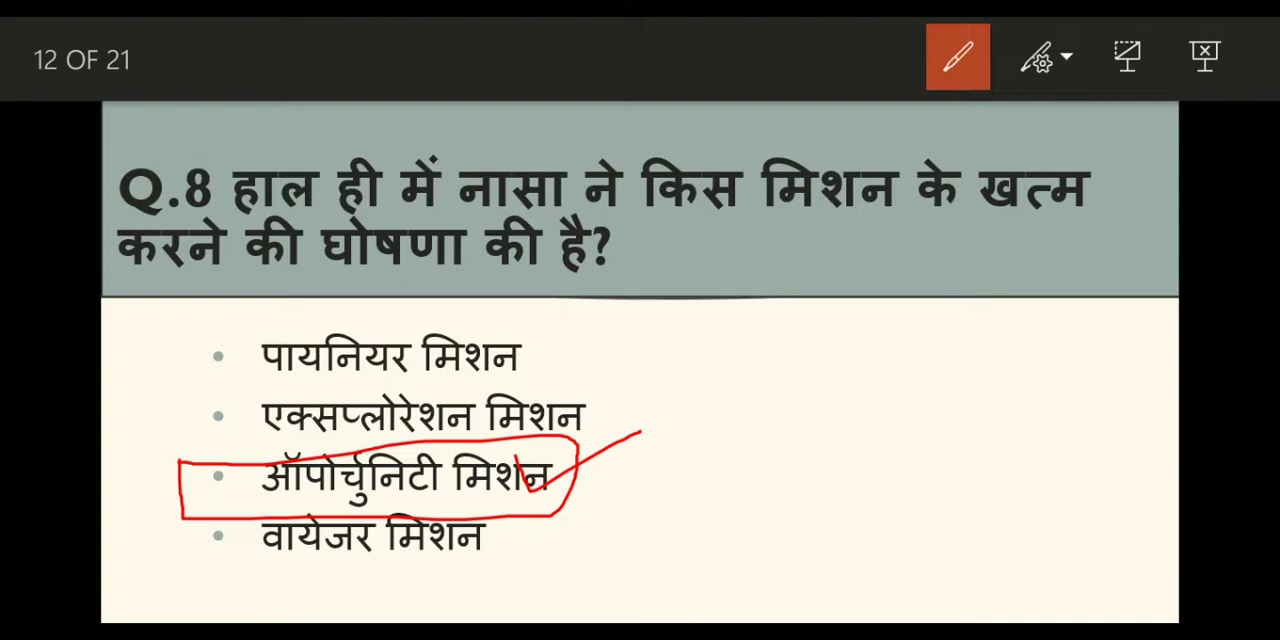 12 OF 21
Q.8 हाल ही में नासा ने किस मिशन के खत्म
करने की घोषणा की है?
• पायनियर मिशन
• एक्सप्लोरेशन मिशन
• ऑपोर्चुनिटी मिशन
• वायेजर मिशन